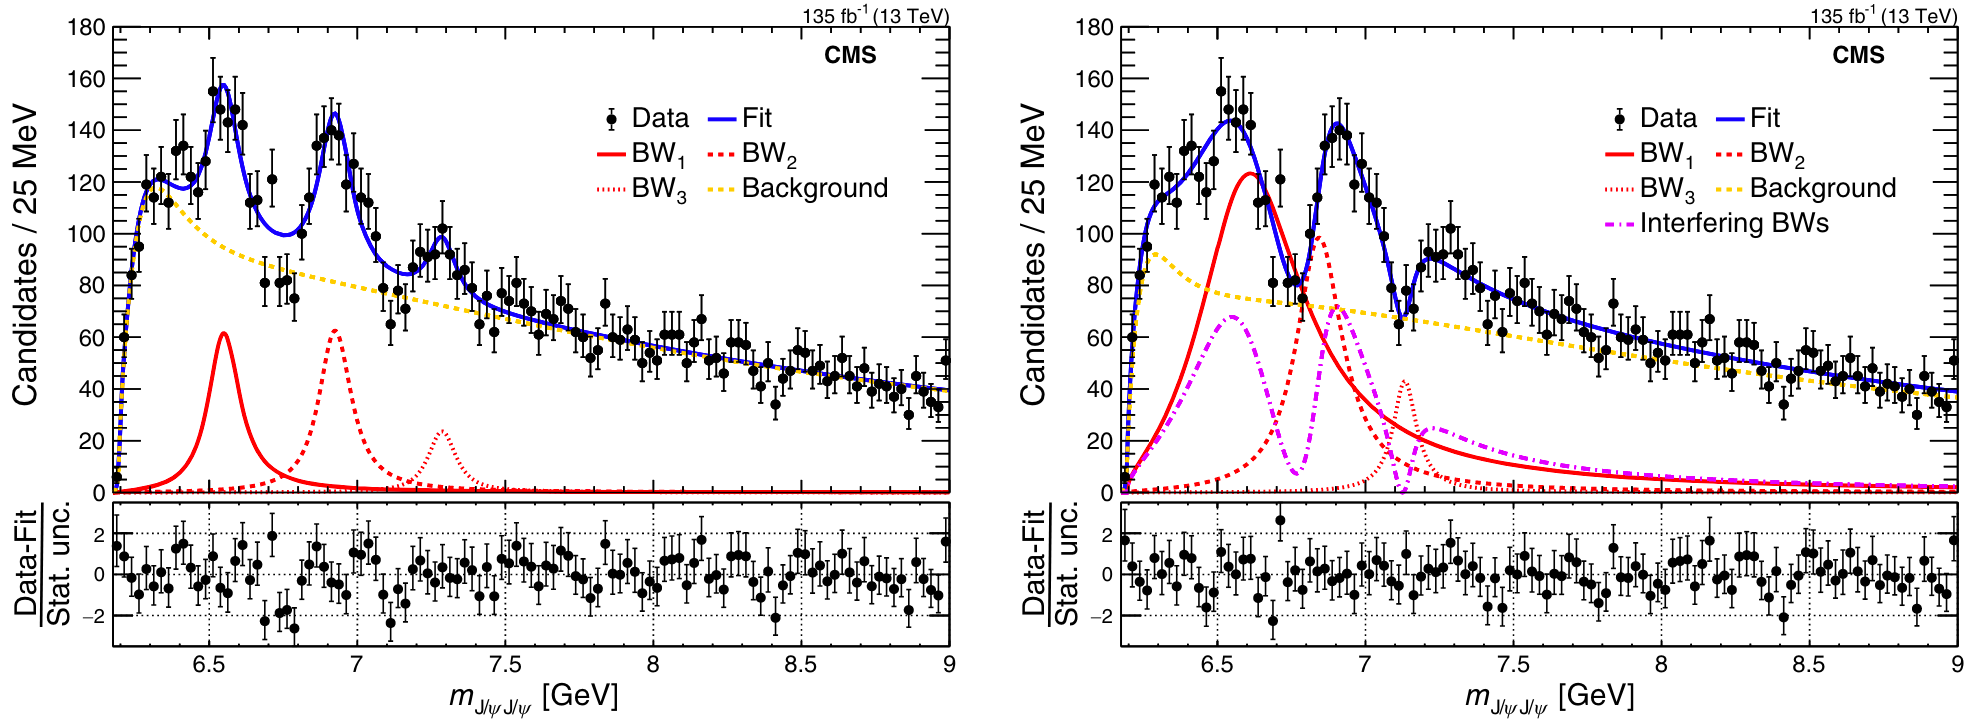 135 fb⁻¹ (13 TeV)
CMS
Candidates / 25 MeV
180
160
140
120
100
80
60
40
20
0
Data
Fit
BW₁
BW₂
BW₃
Background
Data-Fit
Stat. unc.
2
0
−2
6.5
7
7.5
8
8.5
9
m_J/ψJ/ψ [GeV]
135 fb⁻¹ (13 TeV)
CMS
Candidates / 25 MeV
180
160
140
120
100
80
60
40
20
0
Data
Fit
BW₁
BW₂
BW₃
Background
Interfering BWs
Data-Fit
Stat. unc.
2
0
−2
6.5
7
7.5
8
8.5
9
m_J/ψJ/ψ [GeV]